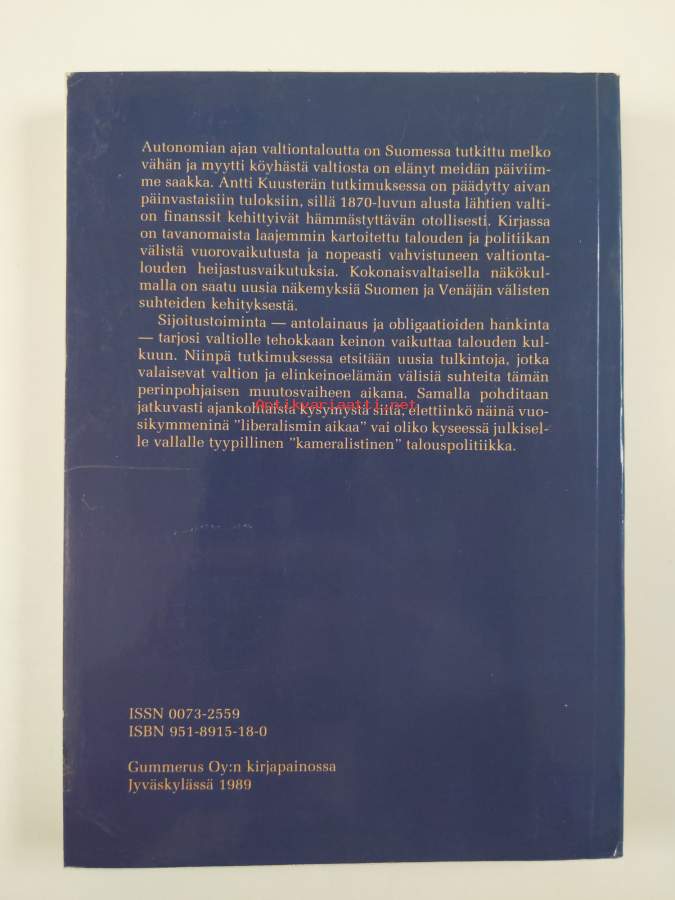 Autonomian ajan valtiontaloutta on Suomessa tutkittu melko
vähän ja myytti köyhästä valtiosta on elänyt meidän päiviim-
me saakka. Antti Kuusterän tutkimuksessa on päädytty aivan
päinvastaisiin tuloksiin, sillä 1870-luvun alusta lähtien valti-
on finanssit kehittyivät hämmästyttävän otollisesti. Kirjassa
on tavanomaista laajemmin kartoitettu talouden ja politiikan
välistä vuorovaikutusta ja nopeasti vahvistuneen valtionta-
louden heijastusvaikutuksia. Kokonaisvaltaisella näkökul-
malla on saatu uusia näkemyksiä Suomen ja Venäjän välisten
suhteiden kehityksestä.
Sijoitustoiminta — antolainaus ja obligaatioiden hankinta
— tarjosi valtiolle tehokkaan keinon vaikuttaa talouden kul-
kuun. Niinpä tutkimuksessa etsitään uusia tulkintoja, jotka
valaisevat valtion ja elinkeinoelämän välisiä suhteita tämän
perinpohjaisen muutosvaiheen aikana. Samalla pohditaan
jatkuvasti ajankohtaista kysymystä siitä, elettiinkö näinä vuo-
Antikvariaatti.net
sikymmeninä ”liberalismin aikaa” vai oliko kyseessä julkisel-
le vallalle tyypillinen ”kameralistinen” talouspolitiikka.
ISSN 0073-2559
ISBN 951-8915-18-0
Gummerus Oy:n kirjapainossa
Jyväskylässä 1989